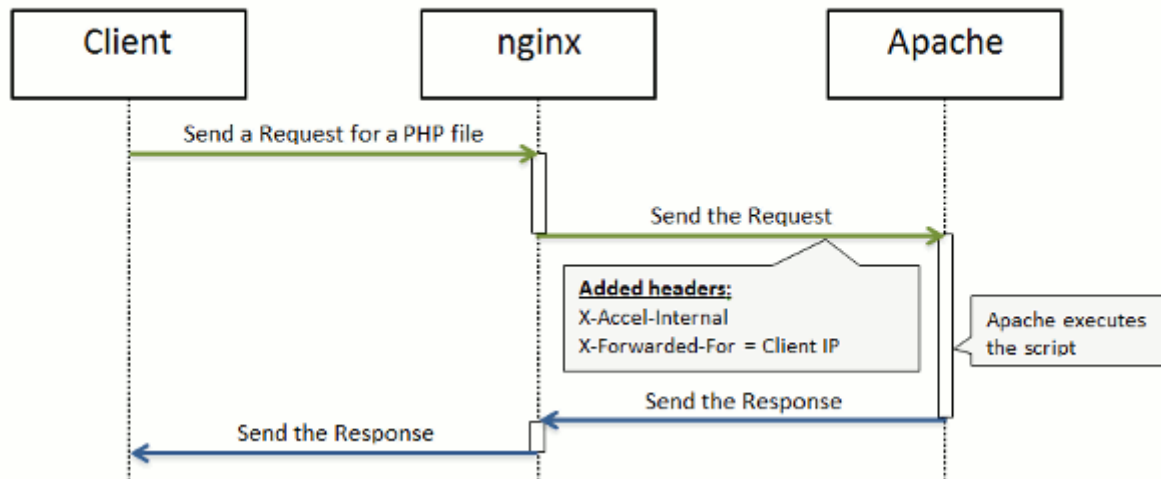 Client
nginx
Apache
Send a Request for a PHP file
Send the Request
Added headers:
X-Accel-Internal
X-Forwarded-For = Client IP
Apache executes
the script
Send the Response
Send the Response